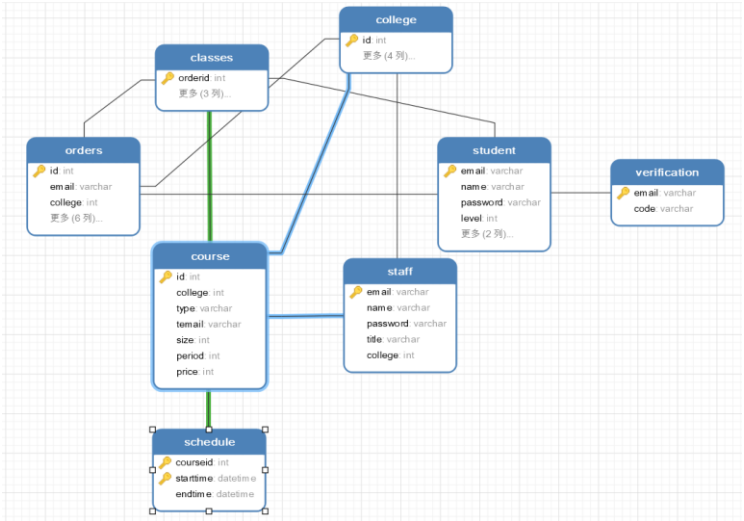 college
id: int
更多 (4 列)...
classes
orderid: int
更多 (3 列)...
orders
id: int
email: varchar
college: int
更多 (6 列)...
student
email: varchar
name: varchar
password: varchar
level: int
更多 (2 列)...
verification
email: varchar
code: varchar
course
id: int
college: int
type: varchar
temail: varchar
size: int
period: int
price: int
staff
email: varchar
name: varchar
password: varchar
title: varchar
college: int
schedule
courseid: int
starttime: datetime
endtime: datetime